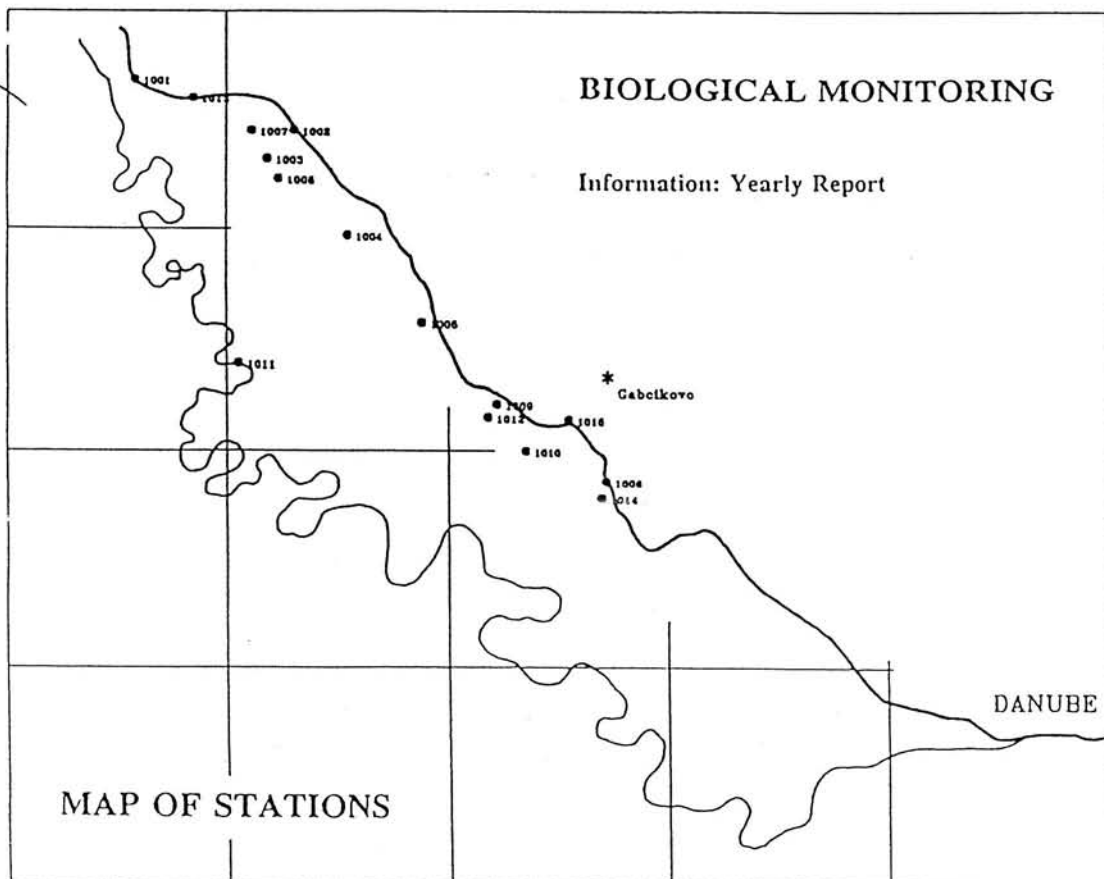 BIOLOGICAL MONITORING
Information: Yearly Report
1001
1007
1002
1003
1004
1011
Gabcikovo
1012
1010
DANUBE
MAP OF STATIONS